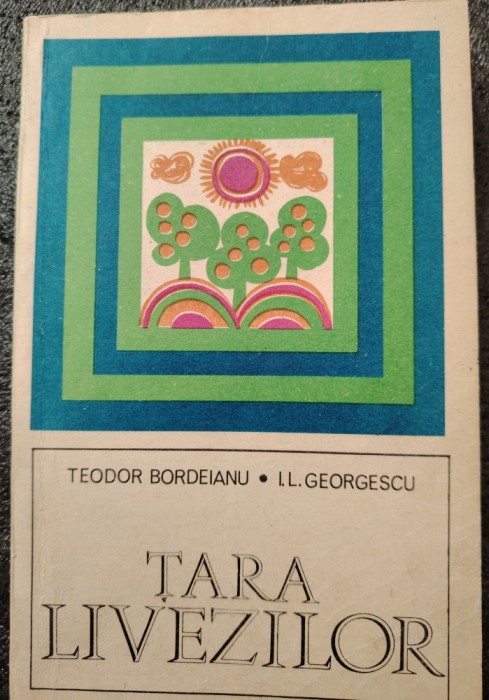 TEODOR BORDEIANU • I.L. GEORGESCU
ȚARA
LIVEZILOR